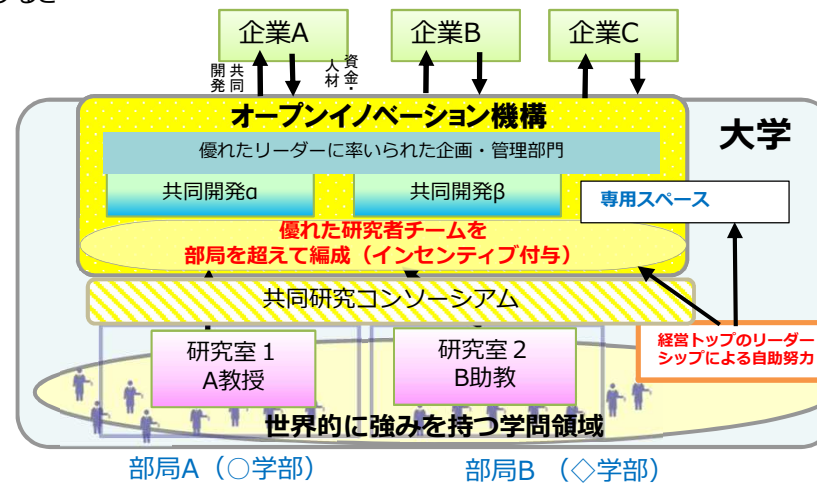 企業A
企業B
企業C
共同
開発
資金・
人材
オープンイノベーション機構
大学
優れたリーダーに率いられた企画・管理部門
共同開発α
共同開発β
専用スペース
優れた研究者チームを
部局を超えて編成（インセンティブ付与）
共同研究コンソーシアム
研究室１
A教授
研究室２
B助教
経営トップのリーダー
シップによる自助努力
世界的に強みを持つ学問領域
部局A（○学部）
部局B （◇学部）